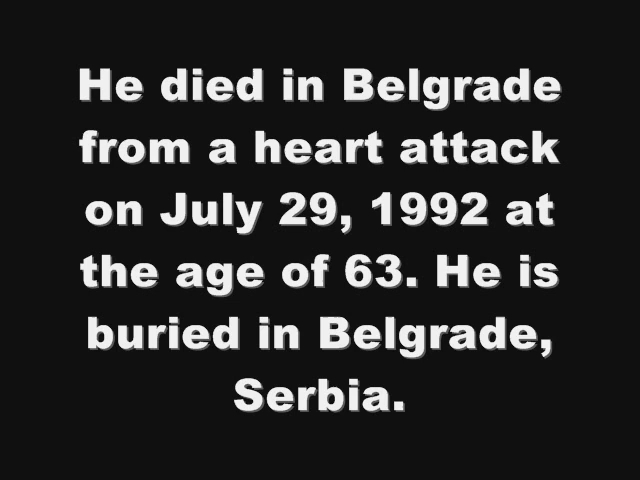 He died in Belgrade
from a heart attack
on July 29, 1992 at
the age of 63. He is
buried in Belgrade,
Serbia.